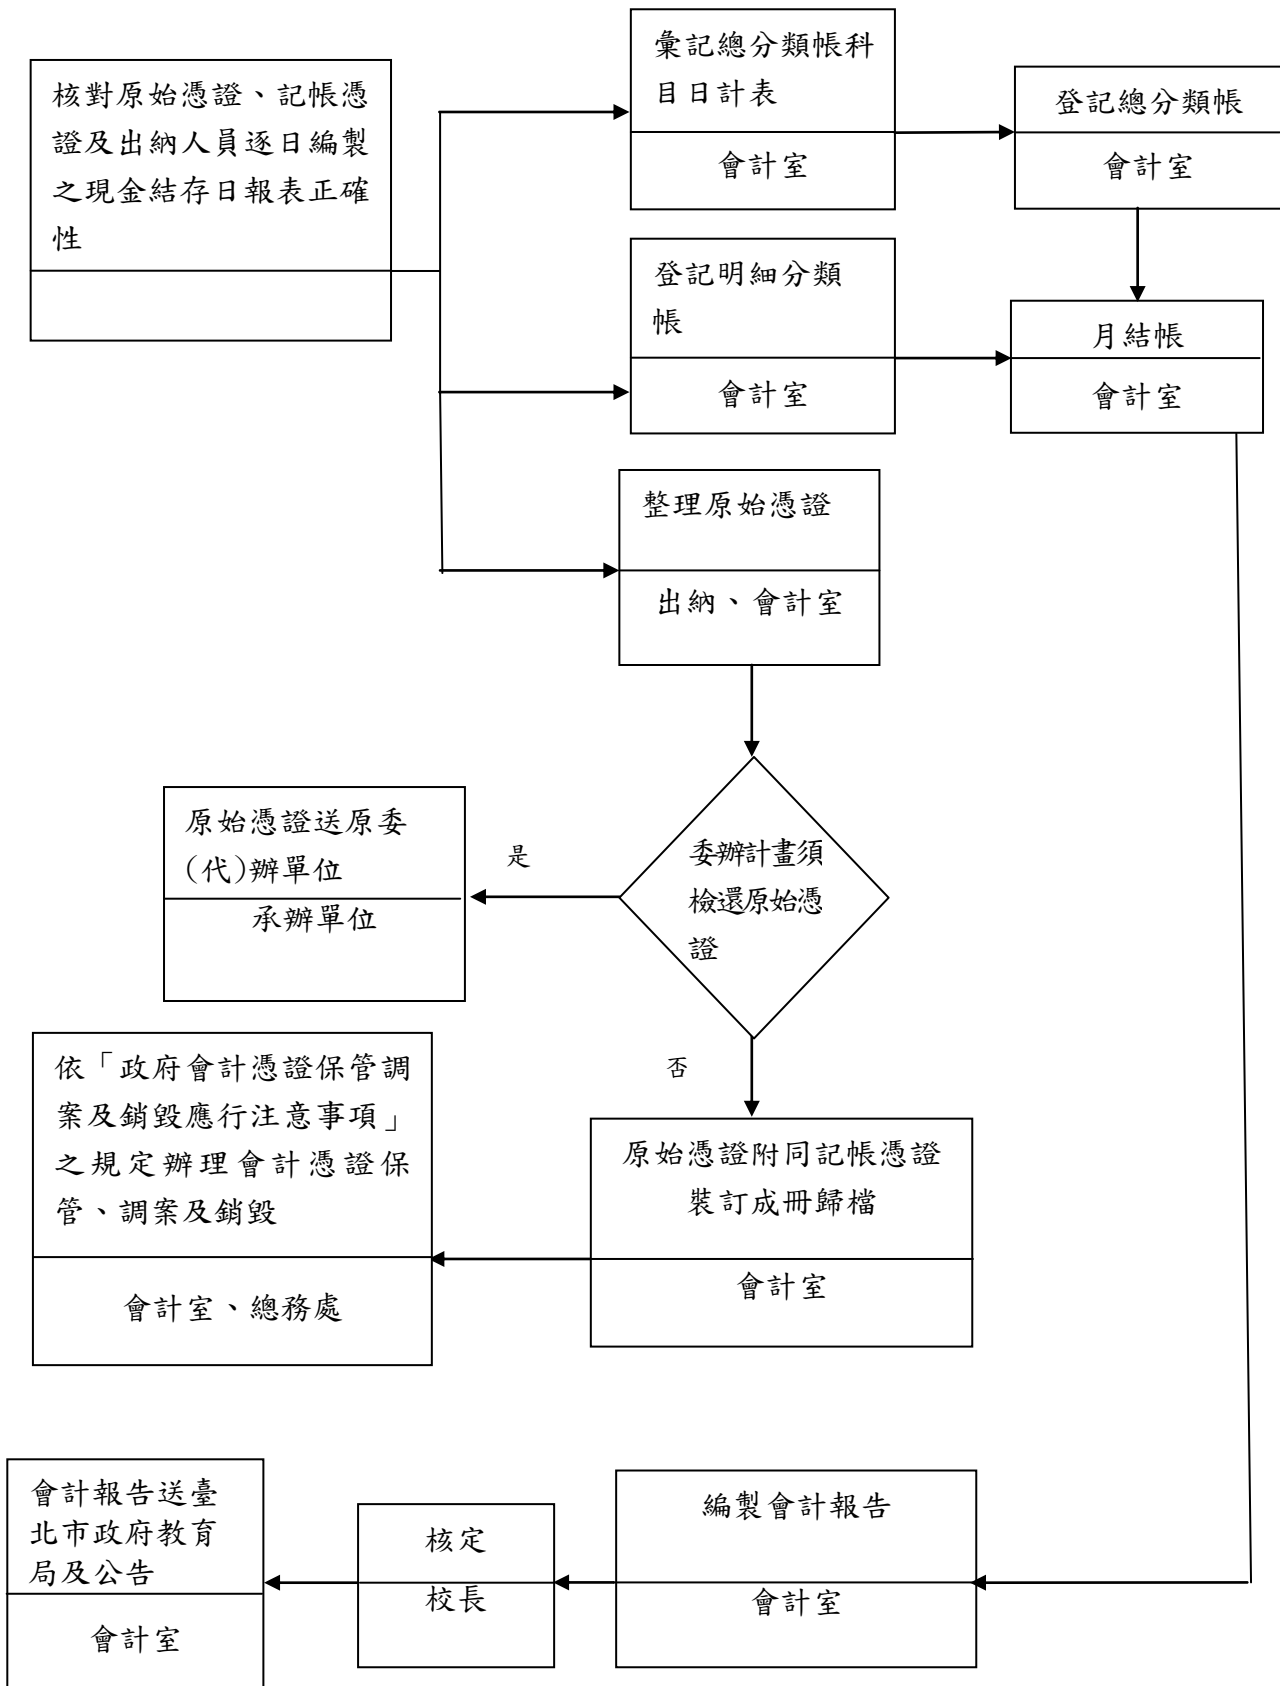 核對原始憑證、記帳憑
證及出納人員逐日編製
之現金結存日報表正確
性
彙記總分類帳科
目日計表
會計室
登記總分類帳
會計室
登記明細分類
帳
會計室
月結帳
會計室
整理原始憑證
出納、會計室
委辦計畫須
檢還原始憑
證
是
原始憑證送原委
(代)辦單位
承辦單位
否
原始憑證附同記帳憑證
裝訂成冊歸檔
會計室
依「政府會計憑證保管調
案及銷毀應行注意事項」
之規定辦理會計憑證保
管、調案及銷毀
會計室、總務處
編製會計報告
會計室
核定
校長
會計報告送臺
北市政府教育
局及公告
會計室